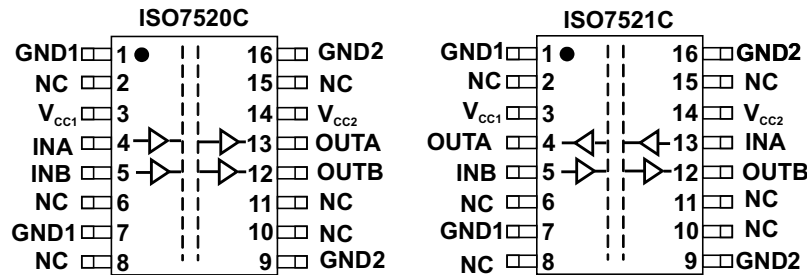 ISO7520C
GND1 1 16 GND2
NC 2 15 NC
VCC1 3 14 VCC2
INA 4 13 OUTA
INB 5 12 OUTB
NC 6 11 NC
GND1 7 10 NC
NC 8 9 GND2
ISO7521C
GND1 1 16 GND2
NC 2 15 NC
VCC1 3 14 VCC2
OUTA 4 13 INA
INB 5 12 OUTB
NC 6 11 NC
GND1 7 10 NC
NC 8 9 GND2